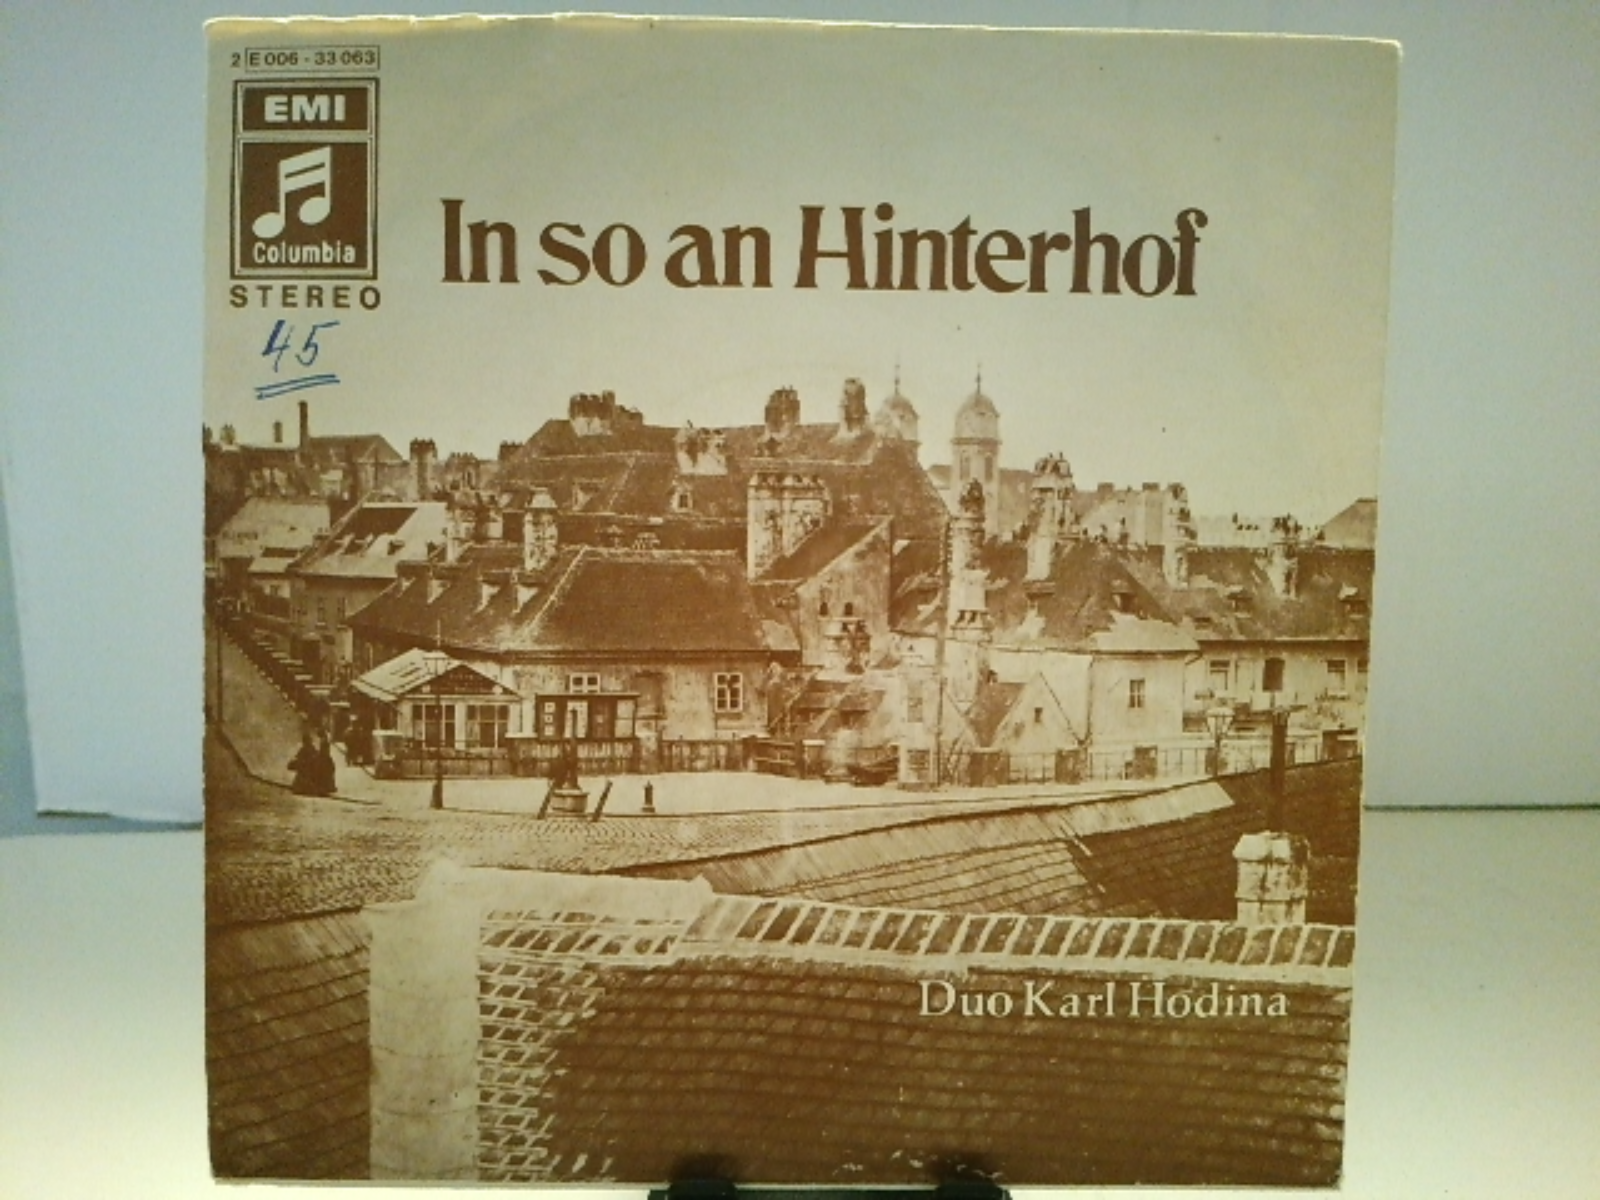 2 E 006 - 33 063
EMI
Columbia
STEREO
45
In so an Hinterhof
Duo Karl Hodina